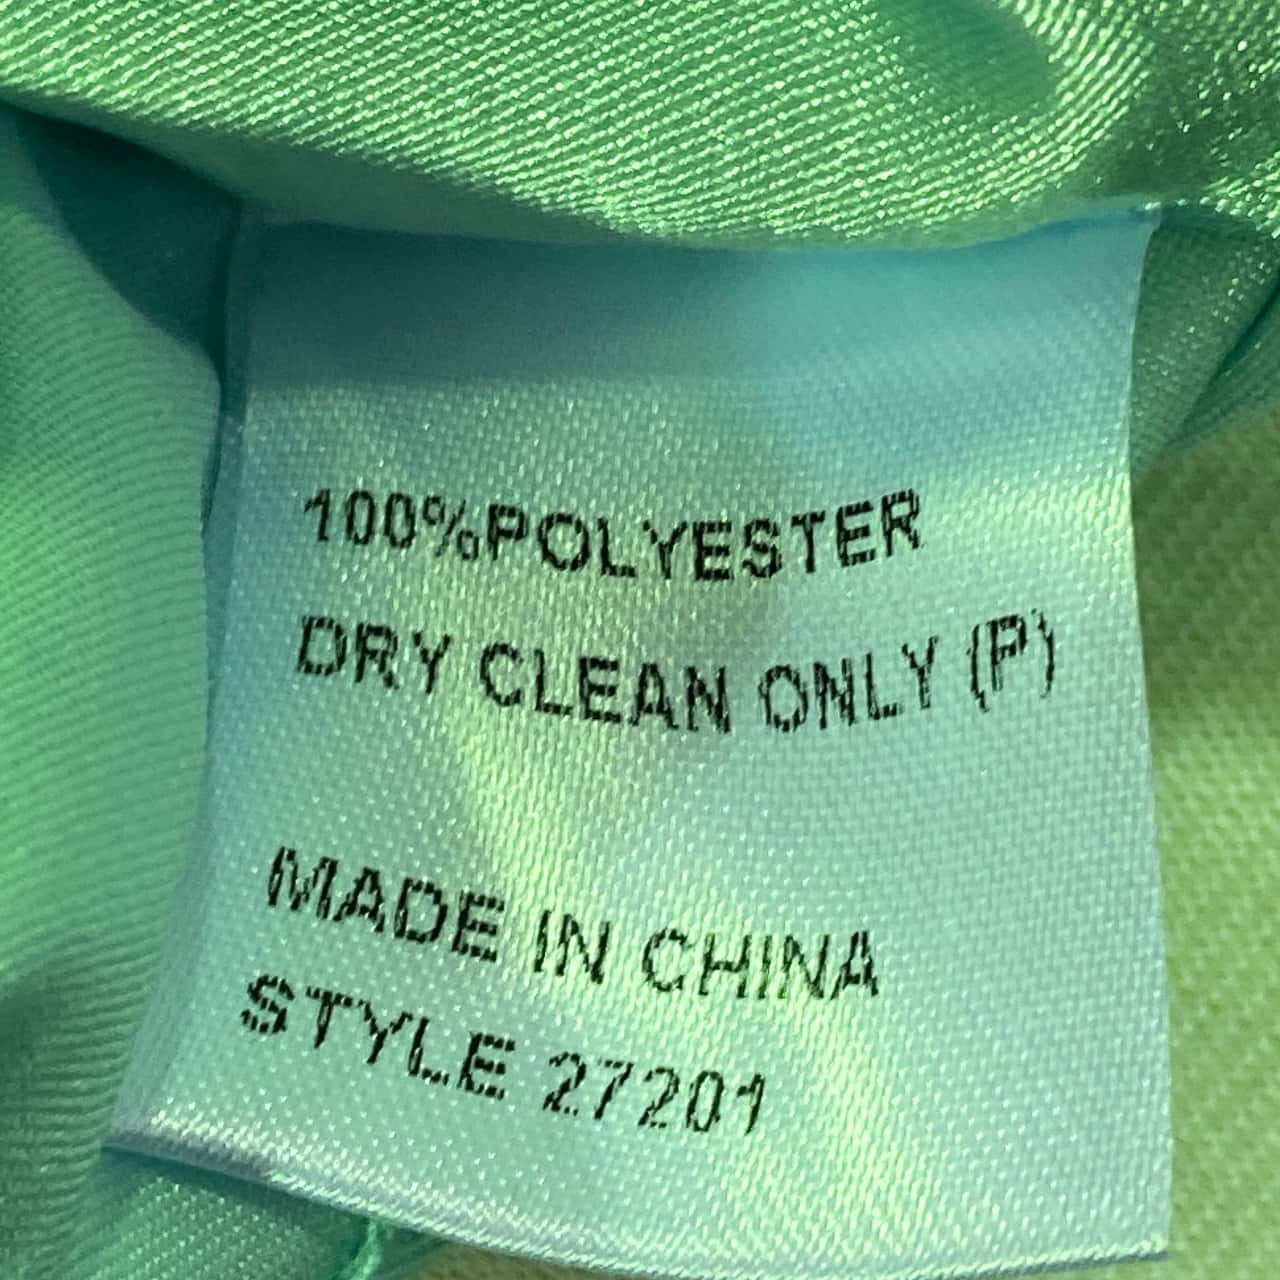 100%POLYESTER
DRY CLEAN ONLY (P)
MADE IN CHINA
STYLE 27201